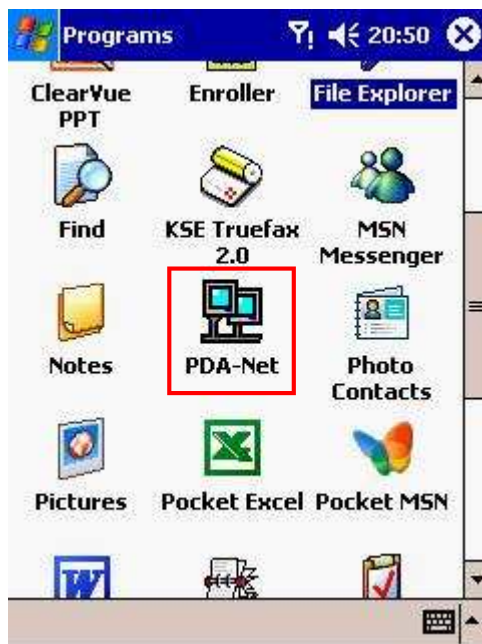 Programs 20:50
ClearVue Enroller File Explorer
PPT
Find KSE Truefax MSN
2.0 Messenger
Notes PDA-Net Photo
Contacts
Pictures Pocket Excel Pocket MSN